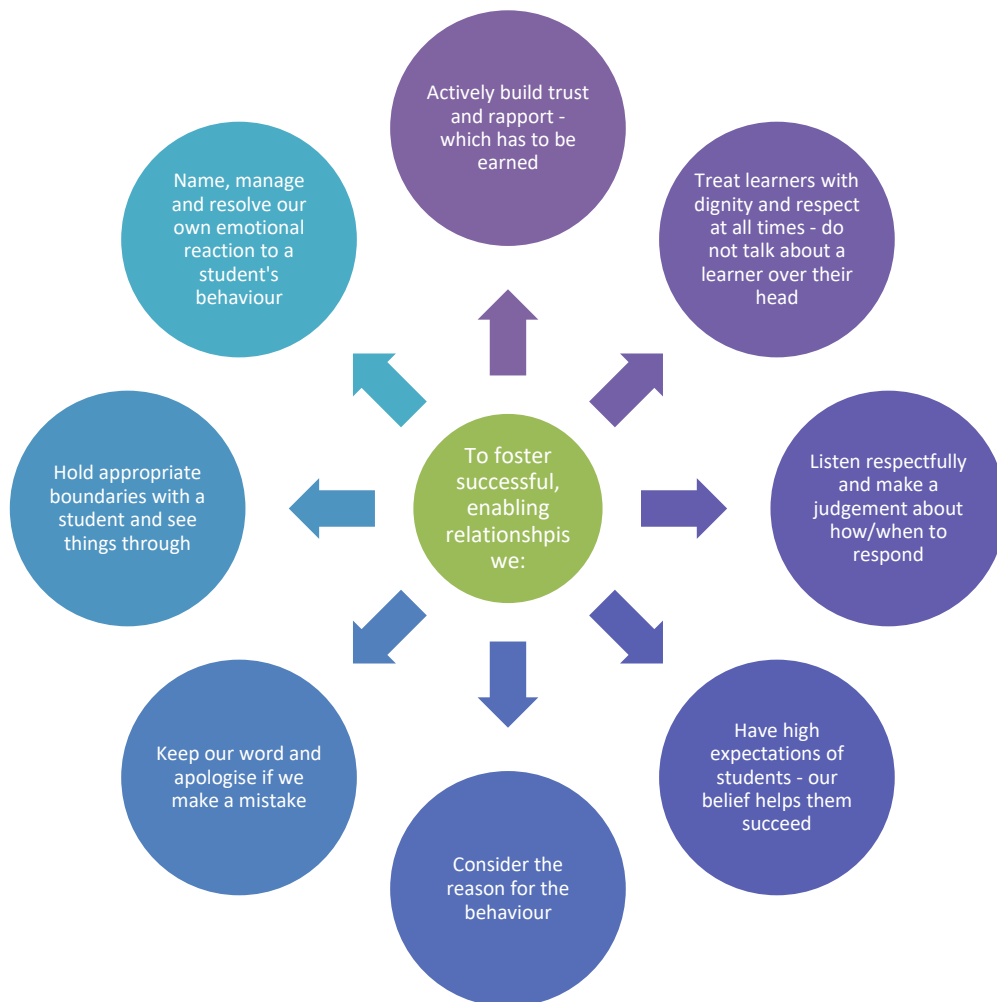 Actively build trust
and rapport -
which has to be
earned
Treat learners with
dignity and respect
at all times - do
not talk about a
learner over their
head
Listen respectfully
and make a
judgement about
how/when to
respond
Have high
expectations of
students - our
belief helps them
succeed
Consider the
reason for the
behaviour
Keep our word and
apologise if we
make a mistake
Hold appropriate
boundaries with a
student and see
things through
Name, manage
and resolve our
own emotional
reaction to a
student's
behaviour
To foster
successful,
enabling
relationshpis
we: